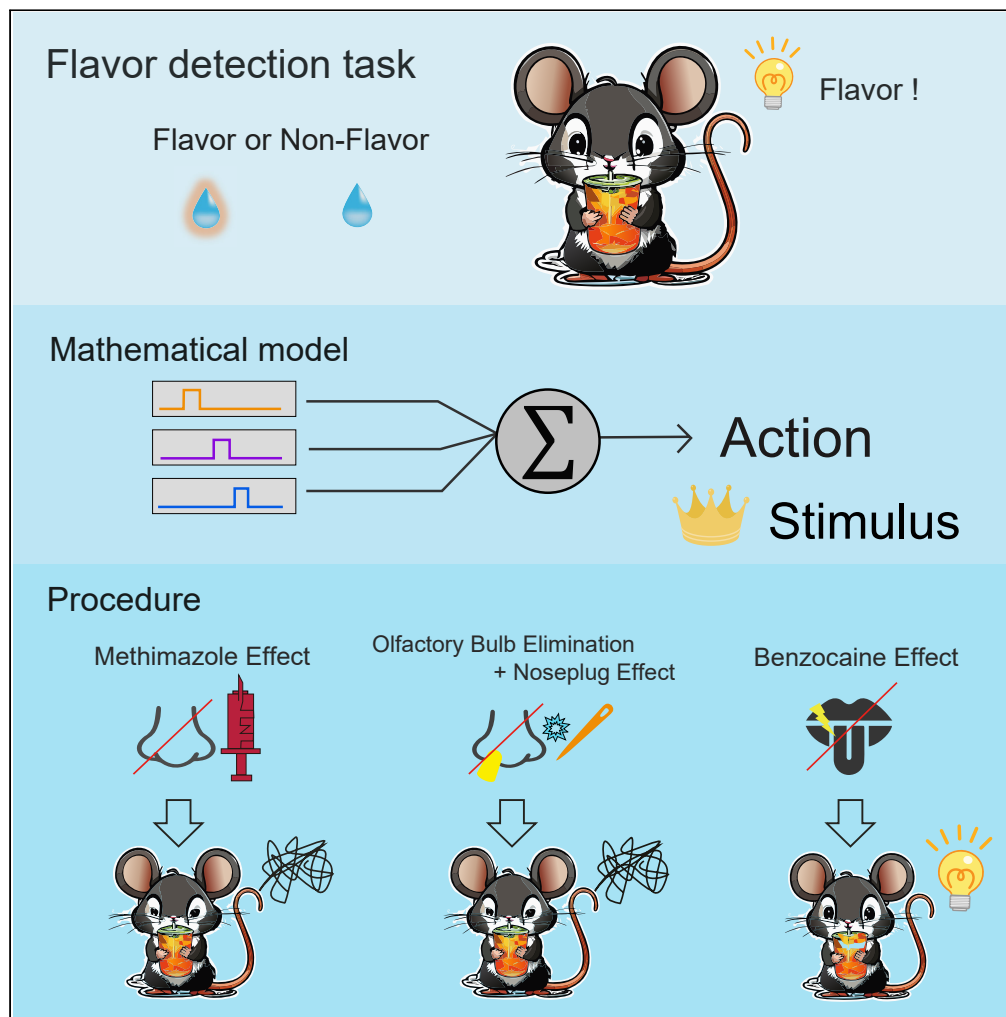 Flavor detection task
Flavor !
Flavor or Non-Flavor
Mathematical model
Σ
Action
Stimulus
Procedure
Methimazole Effect
Olfactory Bulb Elimination
+ Noseplug Effect
Benzocaine Effect